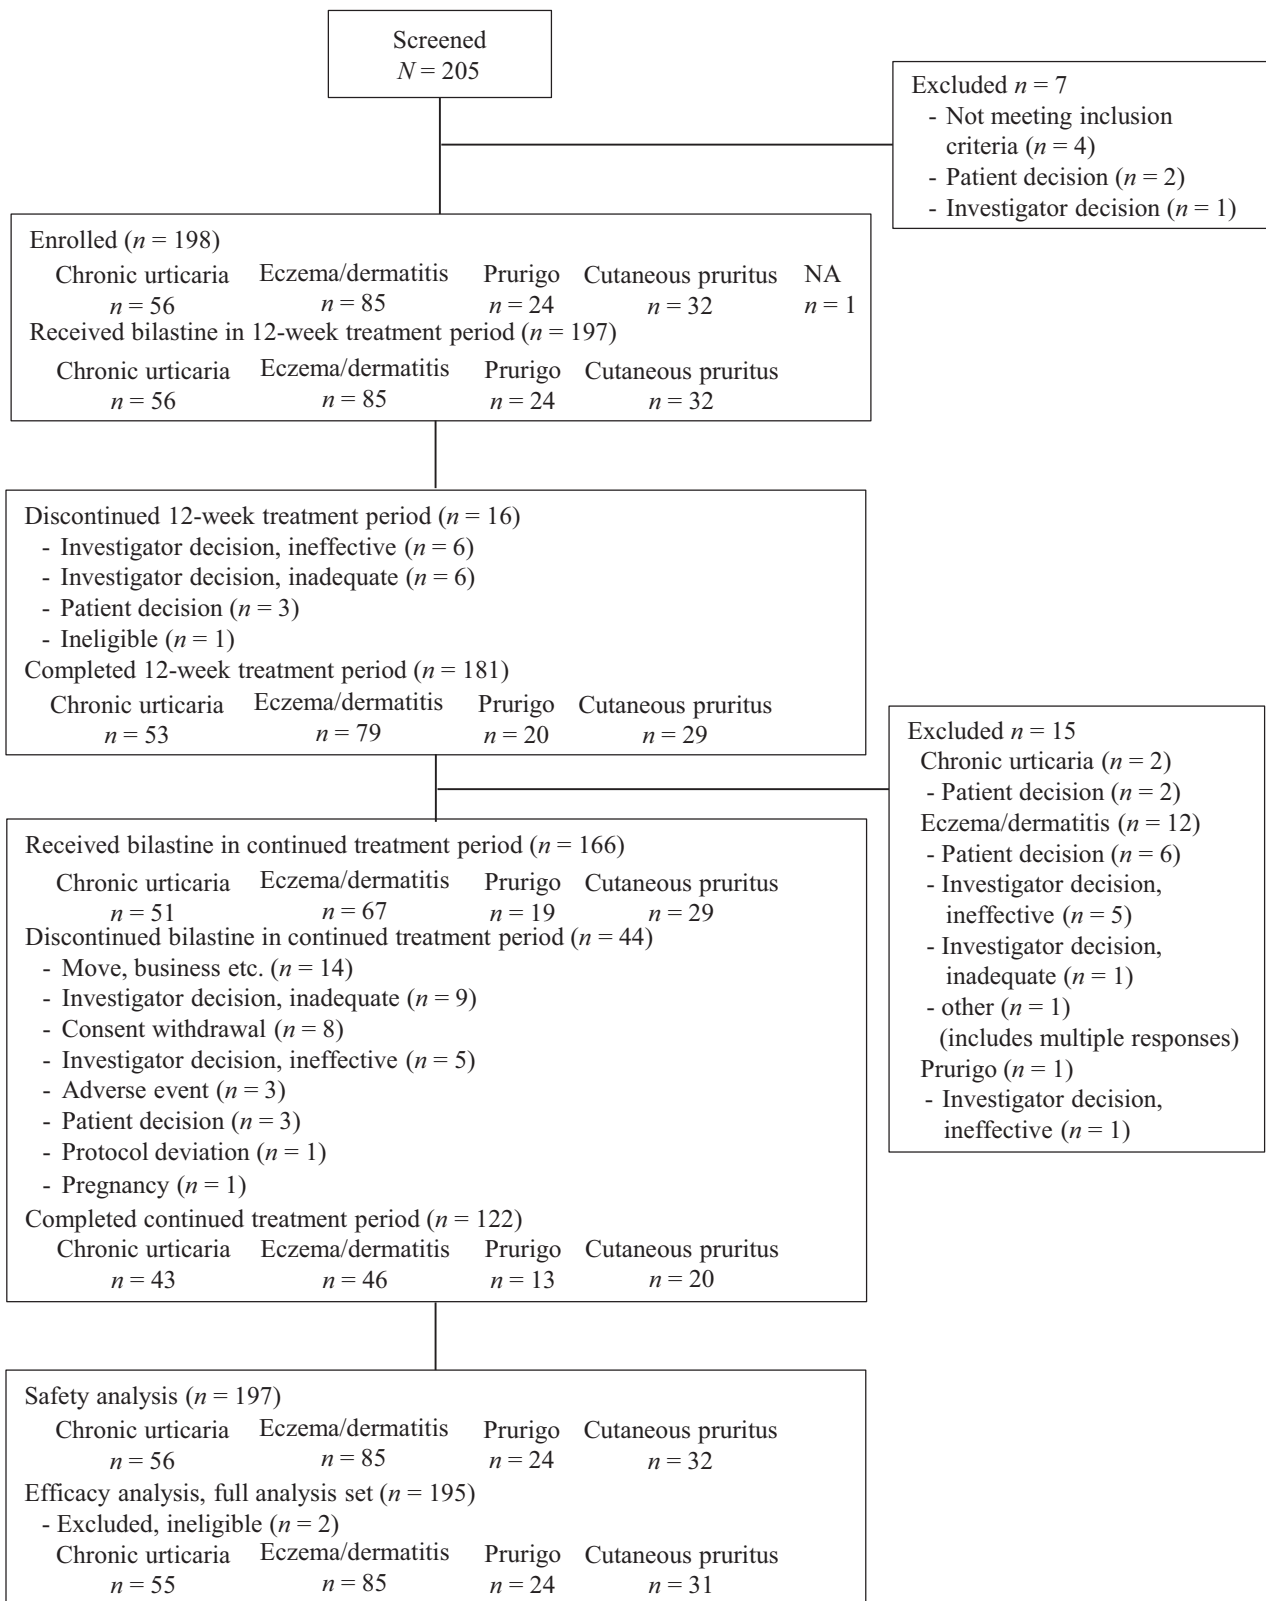 Screened
N = 205
Excluded n = 7
- Not meeting inclusion
criteria (n = 4)
- Patient decision (n = 2)
- Investigator decision (n = 1)
Enrolled (n = 198)
Chronic urticaria Eczema/dermatitis Prurigo Cutaneous pruritus NA
n = 56 n = 85 n = 24 n = 32 n = 1
Received bilastine in 12-week treatment period (n = 197)
Chronic urticaria Eczema/dermatitis Prurigo Cutaneous pruritus
n = 56 n = 85 n = 24 n = 32
Discontinued 12-week treatment period (n = 16)
- Investigator decision, ineffective (n = 6)
- Investigator decision, inadequate (n = 6)
- Patient decision (n = 3)
- Ineligible (n = 1)
Completed 12-week treatment period (n = 181)
Chronic urticaria Eczema/dermatitis Prurigo Cutaneous pruritus
n = 53 n = 79 n = 20 n = 29
Excluded n = 15
Chronic urticaria (n = 2)
- Patient decision (n = 2)
Eczema/dermatitis (n = 12)
- Patient decision (n = 6)
- Investigator decision,
ineffective (n = 5)
- Investigator decision,
inadequate (n = 1)
- other (n = 1)
(includes multiple responses)
Prurigo (n = 1)
- Investigator decision,
ineffective (n = 1)
Received bilastine in continued treatment period (n = 166)
Chronic urticaria Eczema/dermatitis Prurigo Cutaneous pruritus
n = 51 n = 67 n = 19 n = 29
Discontinued bilastine in continued treatment period (n = 44)
- Move, business etc. (n = 14)
- Investigator decision, inadequate (n = 9)
- Consent withdrawal (n = 8)
- Investigator decision, ineffective (n = 5)
- Adverse event (n = 3)
- Patient decision (n = 3)
- Protocol deviation (n = 1)
- Pregnancy (n = 1)
Completed continued treatment period (n = 122)
Chronic urticaria Eczema/dermatitis Prurigo Cutaneous pruritus
n = 43 n = 46 n = 13 n = 20
Safety analysis (n = 197)
Chronic urticaria Eczema/dermatitis Prurigo Cutaneous pruritus
n = 56 n = 85 n = 24 n = 32
Efficacy analysis, full analysis set (n = 195)
- Excluded, ineligible (n = 2)
Chronic urticaria Eczema/dermatitis Prurigo Cutaneous pruritus
n = 55 n = 85 n = 24 n = 31